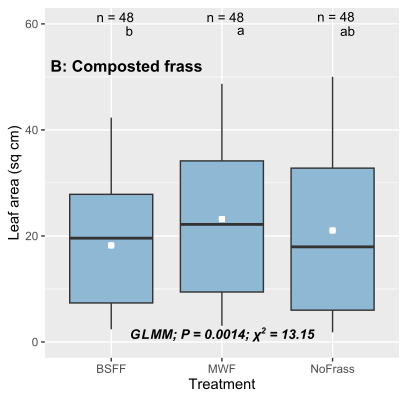 60
n = 48
n = 48
n = 48
b
a
ab
B: Composted frass
40
Leaf area (sq cm)
20
GLMM; P = 0.0014; χ² = 13.15
0
BSFF
MWF
NoFrass
Treatment